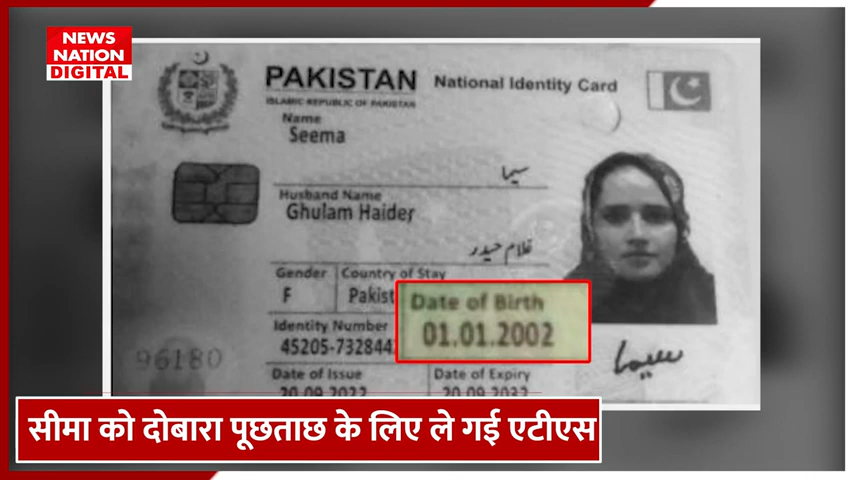 NEWS
NATION
DIGITAL
PAKISTAN National Identity Card
ISLAMIC REPUBLIC OF PAKISTAN
Name
Seema
سیما
Husband Name
Ghulam Haider
غلام حیدر
Gender Country of Stay
F Pakist
Date of Birth
01.01.2002
Identity Number
45205-732844
96180
Date of Issue Date of Expiry
20.09.2022 20.09.2032
सीमा को दोबारा पूछताछ के लिए ले गई एटीएस